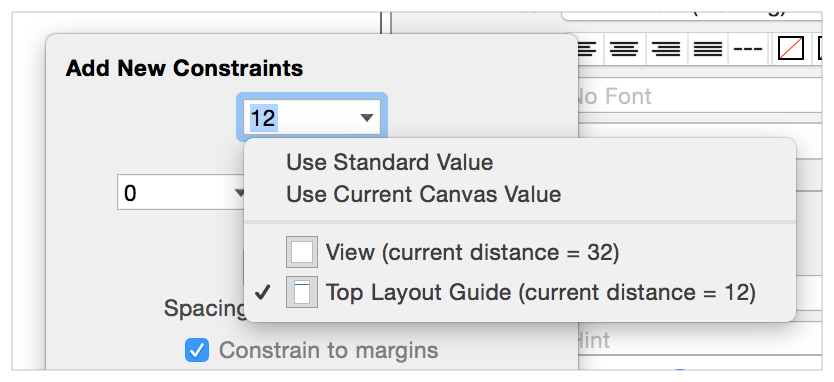 Add New Constraints
12
No Font
Use Standard Value
0
Use Current Canvas Value
View (current distance = 32)
✓ Top Layout Guide (current distance = 12)
Spacing
Hint
Constrain to margins